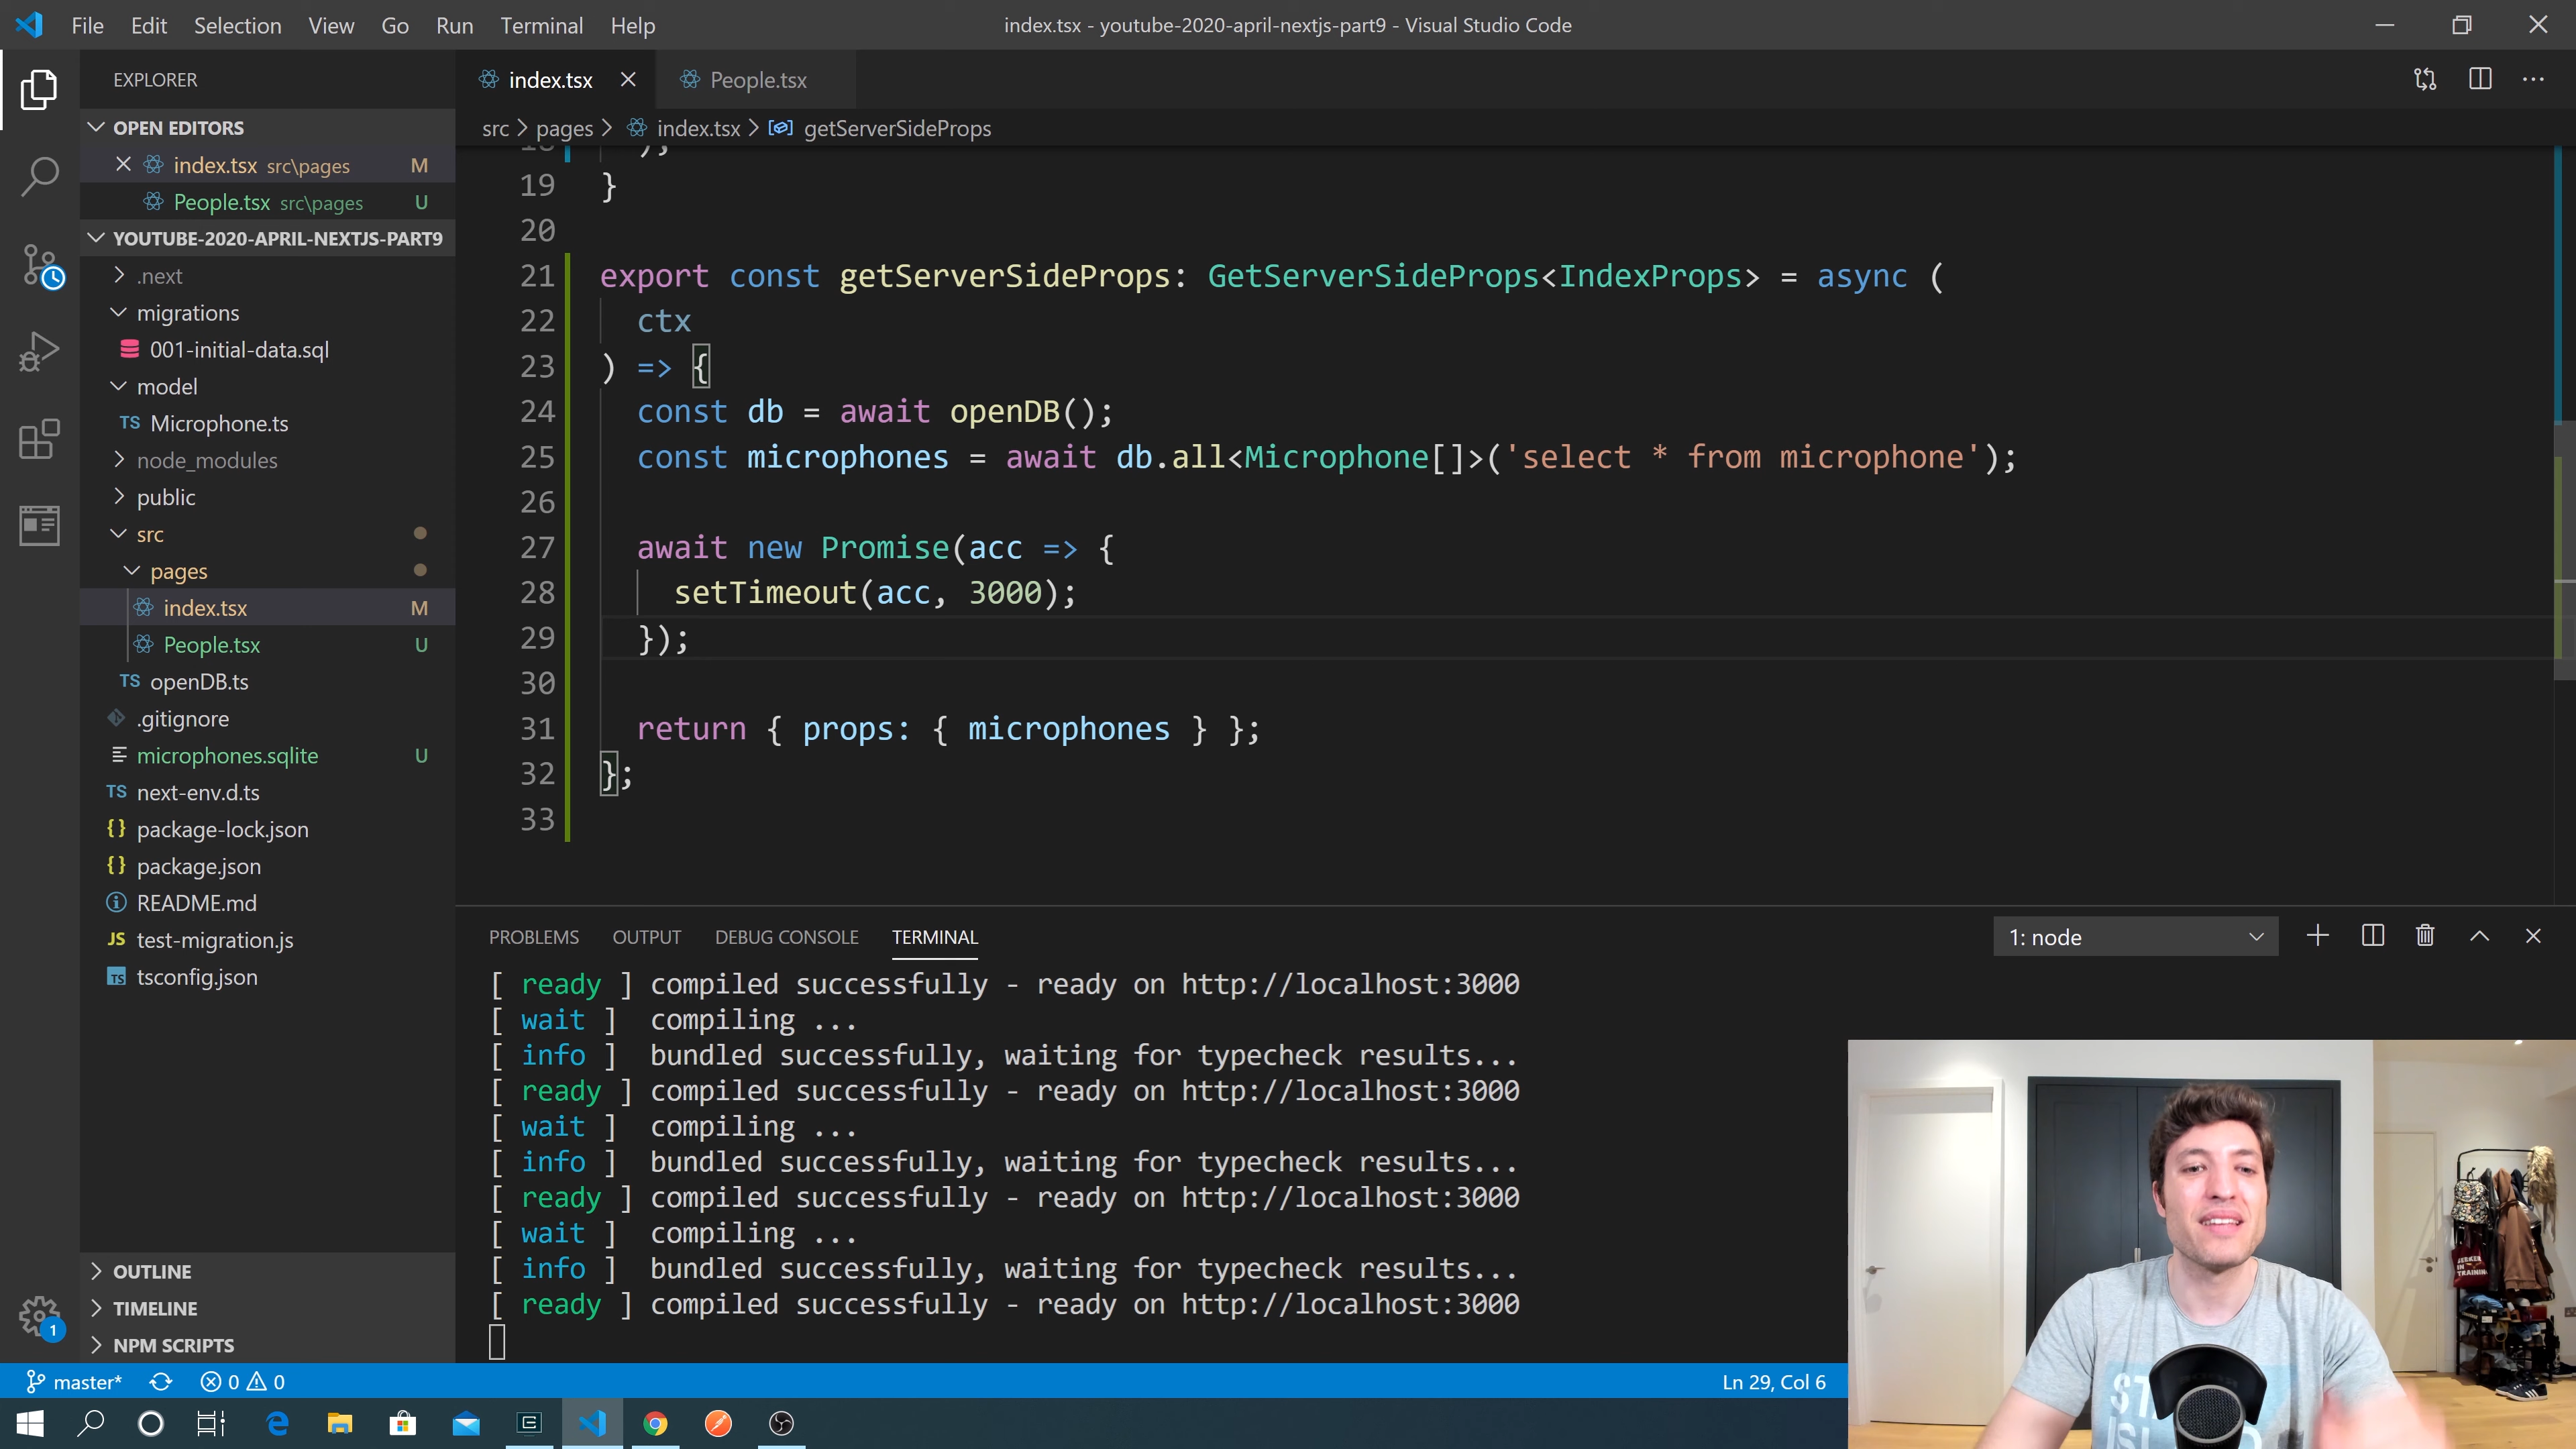 File Edit Selection View Go Run Terminal Help
index.tsx - youtube-2020-april-nextjs-part9 - Visual Studio Code
EXPLORER
OPEN EDITORS
index.tsx src\pages M
People.tsx src\pages U
YOUTUBE-2020-APRIL-NEXTJS-PART9
.next
migrations
001-initial-data.sql
model
TS Microphone.ts
node_modules
public
src
pages
index.tsx M
People.tsx U
TS openDB.ts
.gitignore
microphones.sqlite U
TS next-env.d.ts
{} package-lock.json
{} package.json
README.md
JS test-migration.js
TS tsconfig.json
OUTLINE
TIMELINE
NPM SCRIPTS
1
index.tsx
People.tsx
src > pages > index.tsx > getServerSideProps
18 );
19 }
20
21 export const getServerSideProps: GetServerSideProps<IndexProps> = async (
22 ctx
23 ) => {
24 const db = await openDB();
25 const microphones = await db.all<Microphone[]>('select * from microphone');
26
27 await new Promise(acc => {
28 setTimeout(acc, 3000);
29 });
30
31 return { props: { microphones } };
32 };
33
PROBLEMS OUTPUT DEBUG CONSOLE TERMINAL
1: node
[ ready ] compiled successfully - ready on http://localhost:3000
[ wait ] compiling ...
[ info ] bundled successfully, waiting for typecheck results...
[ ready ] compiled successfully - ready on http://localhost:3000
[ wait ] compiling ...
[ info ] bundled successfully, waiting for typecheck results...
[ ready ] compiled successfully - ready on http://localhost:3000
[ wait ] compiling ...
[ info ] bundled successfully, waiting for typecheck results...
[ ready ] compiled successfully - ready on http://localhost:3000
master* 0 0
Ln 29, Col 6